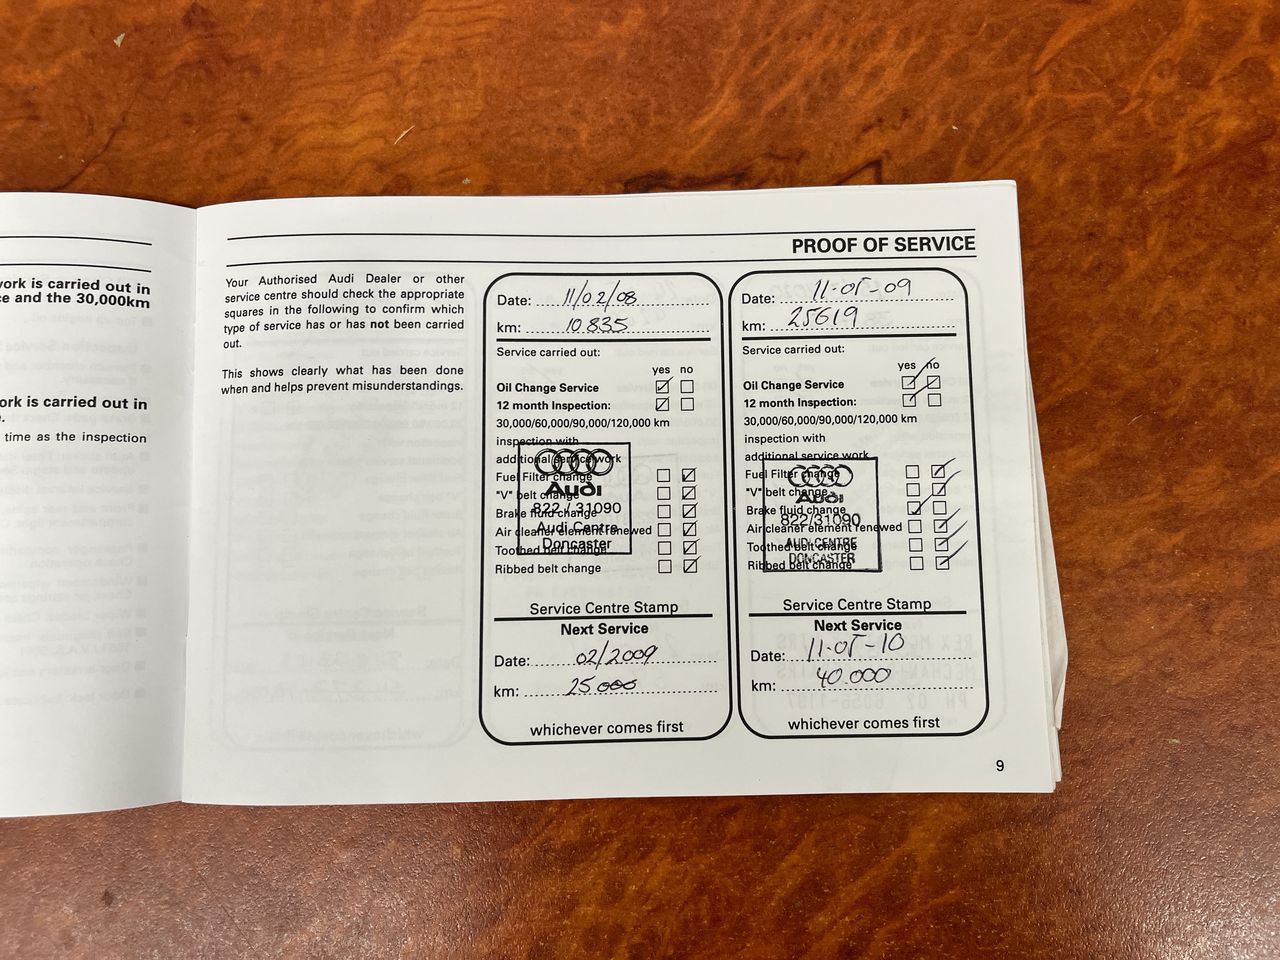 ork is carried out in
ce and the 30,000km
ork is carried out in
time as the inspection
PROOF OF SERVICE
Your Authorised Audi Dealer or other
service centre should check the appropriate
squares in the following to confirm which
type of service has or has not been carried
out.
This shows clearly what has been done
when and helps prevent misunderstandings.
Date: 11/02/08
km: 10835
Service carried out:
yes no
Oil Change Service
12 month Inspection:
30,000/60,000/90,000/120,000 km
inspection with
additional service work
Fuel Filter change
"V" belt change
Brake fluid change
Air cleaner element renewed
Toothed belt change
Ribbed belt change
Audi
822 / 31090
Audi Centre
Doncaster
Service Centre Stamp
Next Service
Date: 02/2009
km: 25000
whichever comes first
Date: 11-05-09
km: 25619
Service carried out:
yes no
Oil Change Service
12 month Inspection:
30,000/60,000/90,000/120,000 km
inspection with
additional service work
Fuel Filter change
"V" belt change
Brake fluid change
Air cleaner element renewed
Toothed belt change
Ribbed belt change
Audi
822/31090
AUDI CENTRE
DONCASTER
Service Centre Stamp
Next Service
Date: 11-05-10
km: 40.000
whichever comes first
9